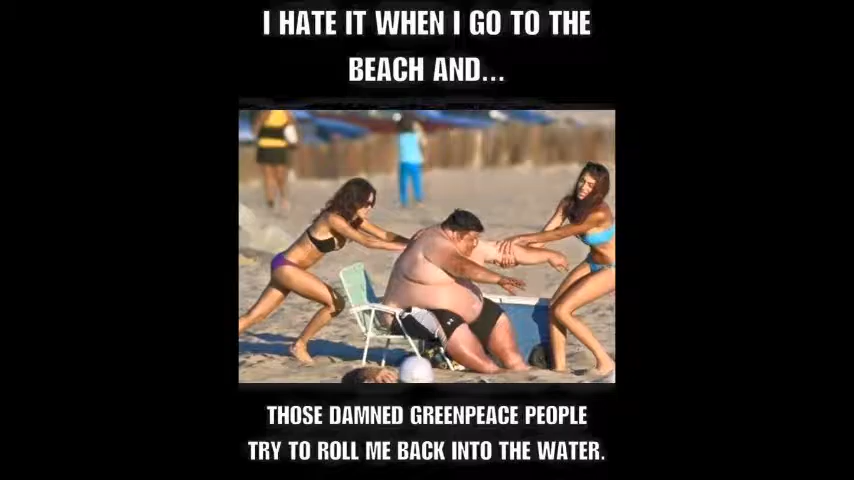 I HATE IT WHEN I GO TO THE
BEACH AND...
THOSE DAMNED GREENPEACE PEOPLE
TRY TO ROLL ME BACK INTO THE WATER.